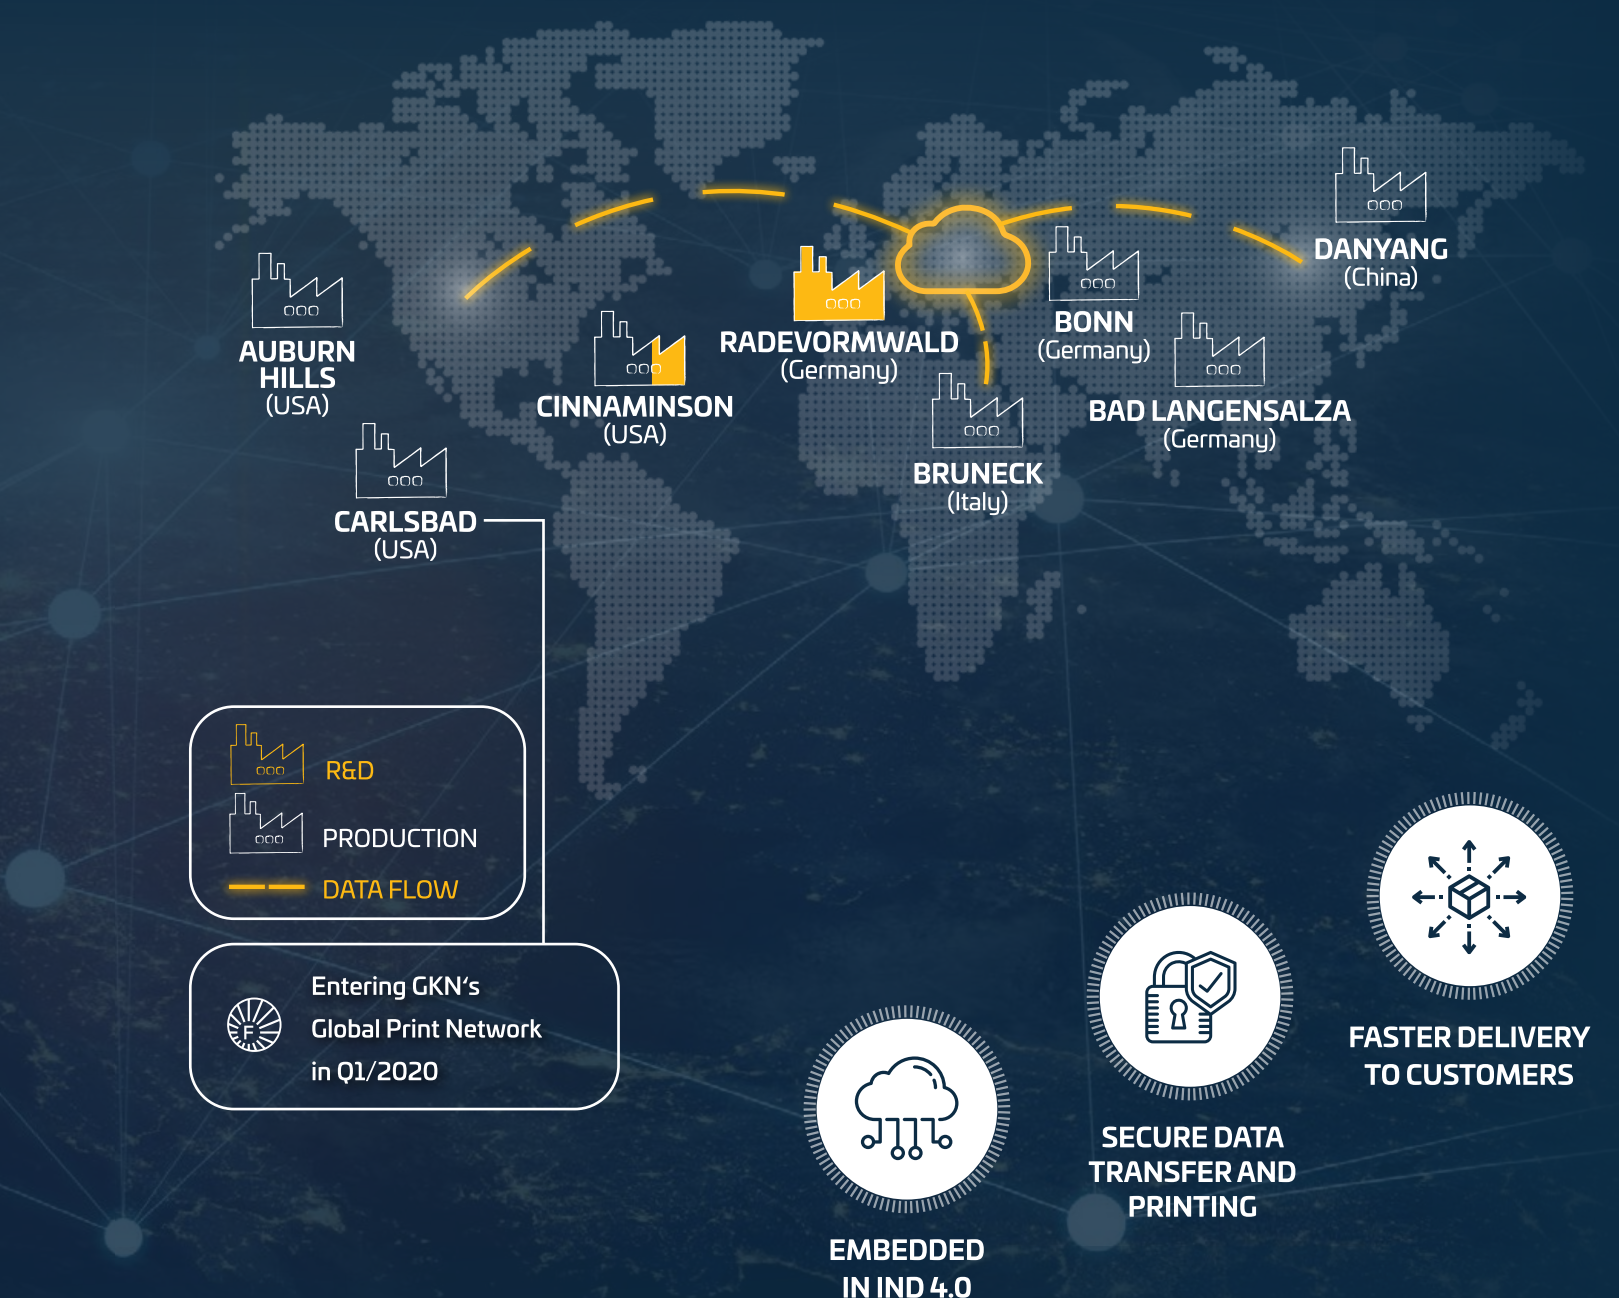 DANYANG
(China)
BONN
(Germany)
RADEVORMWALD
(Germany)
AUBURN
HILLS
(USA)
CINNAMINSON
(USA)
BAD LANGENSALZA
(Germany)
BRUNECK
(Italy)
CARLSBAD
(USA)
R&D
PRODUCTION
DATA FLOW
F
Entering GKN‘s
Global Print Network
in Q1/2020
FASTER DELIVERY
TO CUSTOMERS
SECURE DATA
TRANSFER AND
PRINTING
EMBEDDED
IN IND 4.0